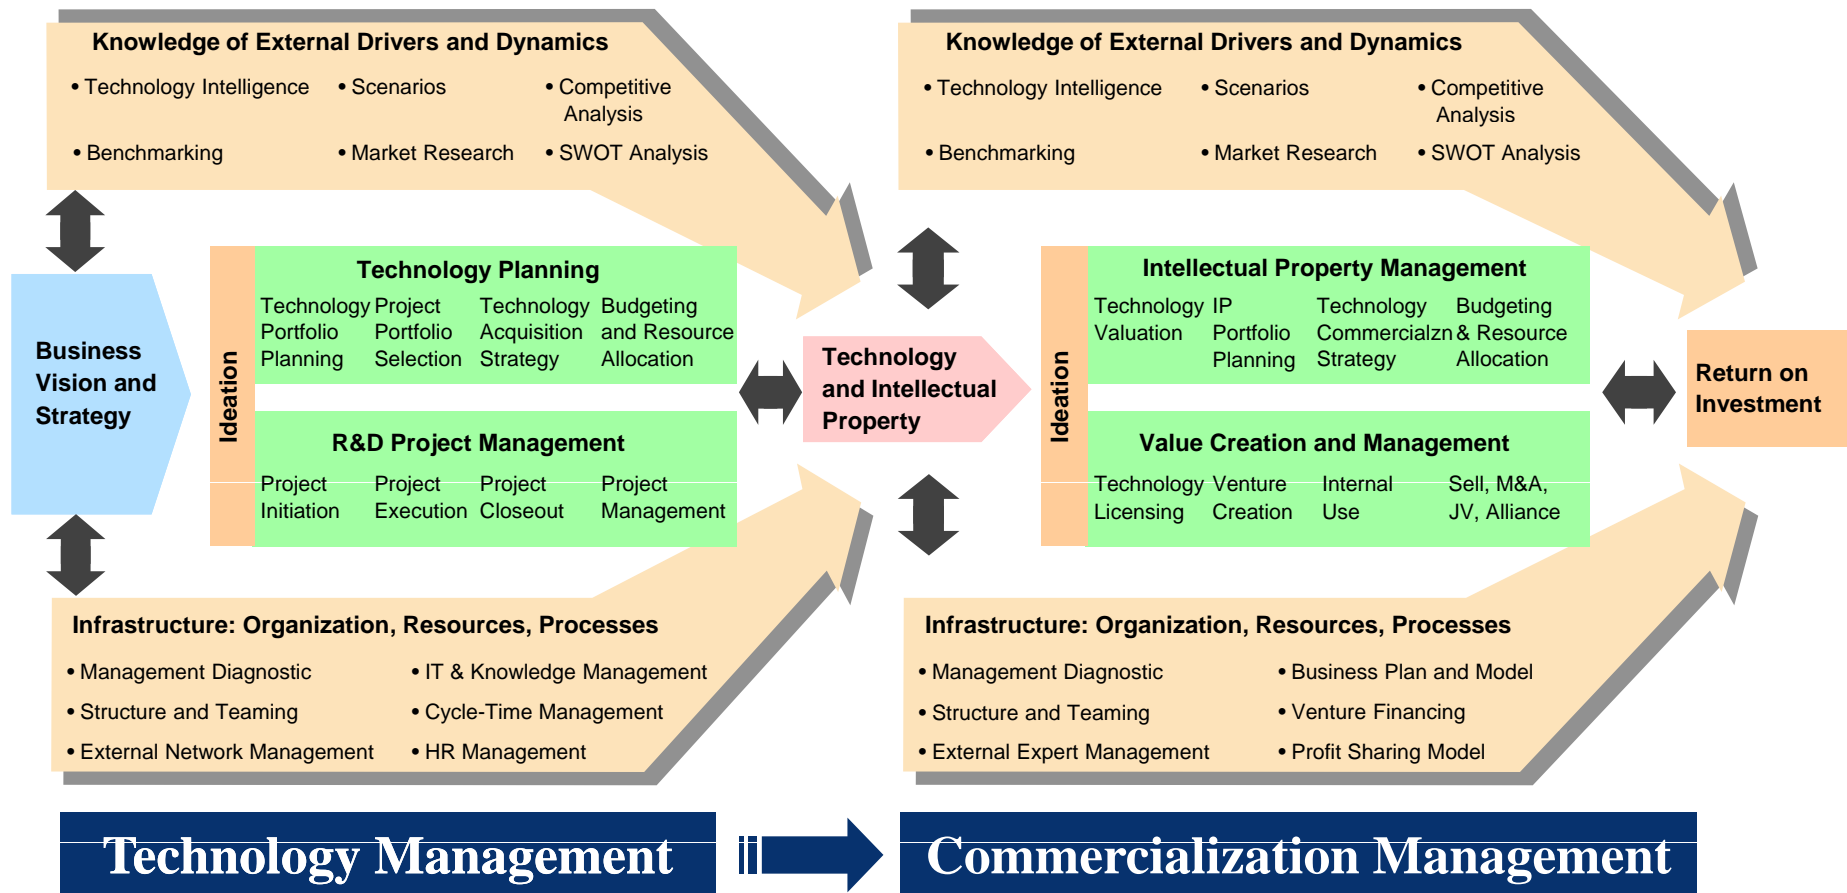 Knowledge of External Drivers and Dynamics
• Technology Intelligence
• Scenarios
• Competitive
Analysis
• Benchmarking
• Market Research
• SWOT Analysis
Business
Vision and
Strategy
Ideation
Technology Planning
Technology
Portfolio
Planning
Project
Portfolio
Selection
Technology
Acquisition
Strategy
Budgeting
and Resource
Allocation
R&D Project Management
Project
Initiation
Project
Execution
Project
Closeout
Project
Management
Infrastructure: Organization, Resources, Processes
• Management Diagnostic
• IT & Knowledge Management
• Structure and Teaming
• Cycle-Time Management
• External Network Management
• HR Management
Technology
and Intellectual
Property
Knowledge of External Drivers and Dynamics
• Technology Intelligence
• Scenarios
• Competitive
Analysis
• Benchmarking
• Market Research
• SWOT Analysis
Ideation
Intellectual Property Management
Technology
Valuation
IP
Portfolio
Planning
Technology
Commercialzn
Strategy
Budgeting
& Resource
Allocation
Value Creation and Management
Technology
Licensing
Venture
Creation
Internal
Use
Sell, M&A,
JV, Alliance
Return on
Investment
Infrastructure: Organization, Resources, Processes
• Management Diagnostic
• Business Plan and Model
• Structure and Teaming
• Venture Financing
• External Expert Management
• Profit Sharing Model
Technology Management
Commercialization Management